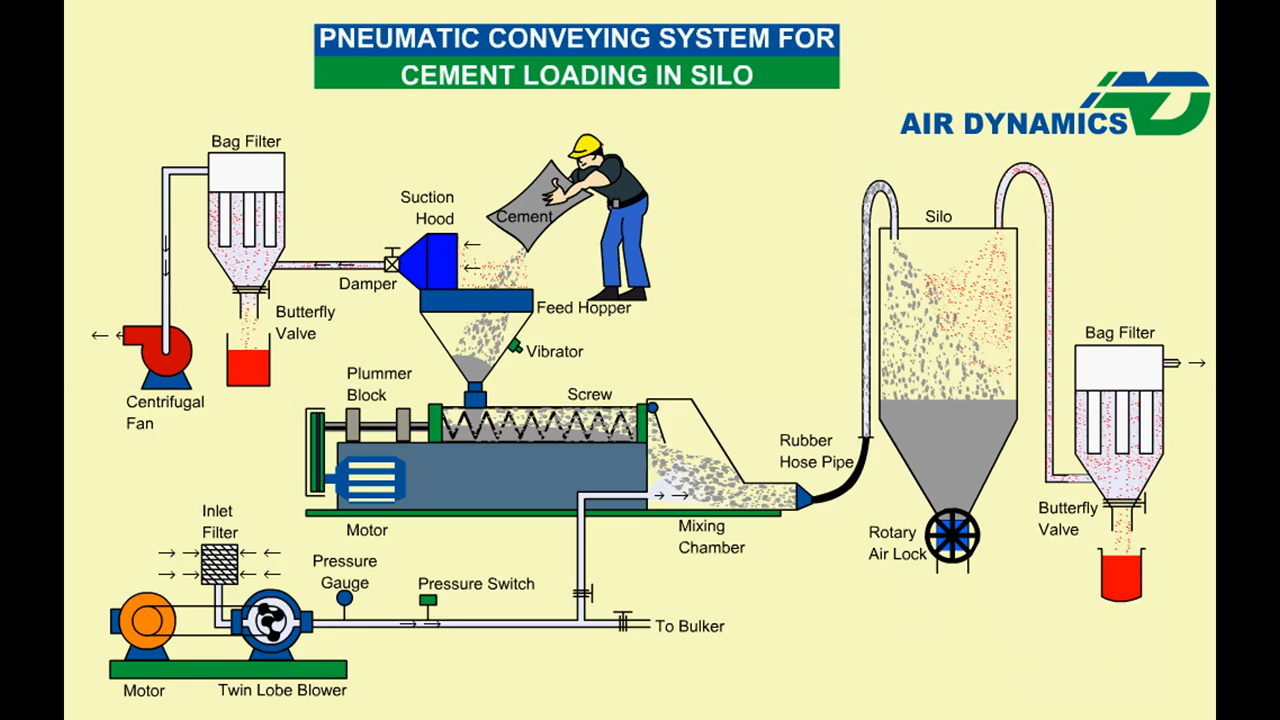 PNEUMATIC CONVEYING SYSTEM FOR
CEMENT LOADING IN SILO
AIR DYNAMICS
Bag Filter
Suction
Hood
Cement
Silo
Damper
Feed Hopper
Butterfly
Valve
Vibrator
Bag Filter
Centrifugal
Fan
Plummer
Block
Screw
Rubber
Hose Pipe
Motor
Mixing
Chamber
Rotary
Air Lock
Butterfly
Valve
Inlet
Filter
Pressure
Gauge
Pressure Switch
To Bulker
Motor
Twin Lobe Blower